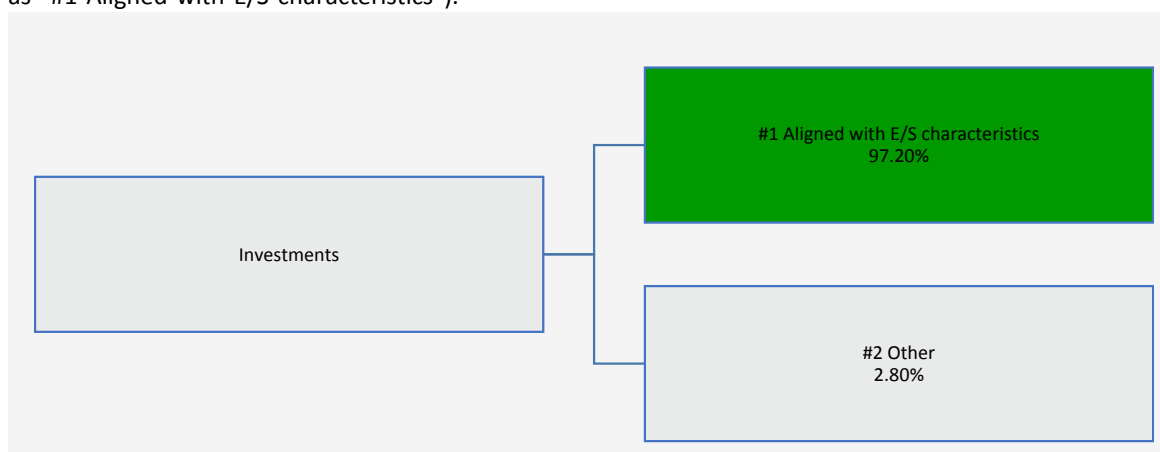 as "#1 Aligned with E/S characteristics").
Investments
#1 Aligned with E/S characteristics
97.20%
#2 Other
2.80%